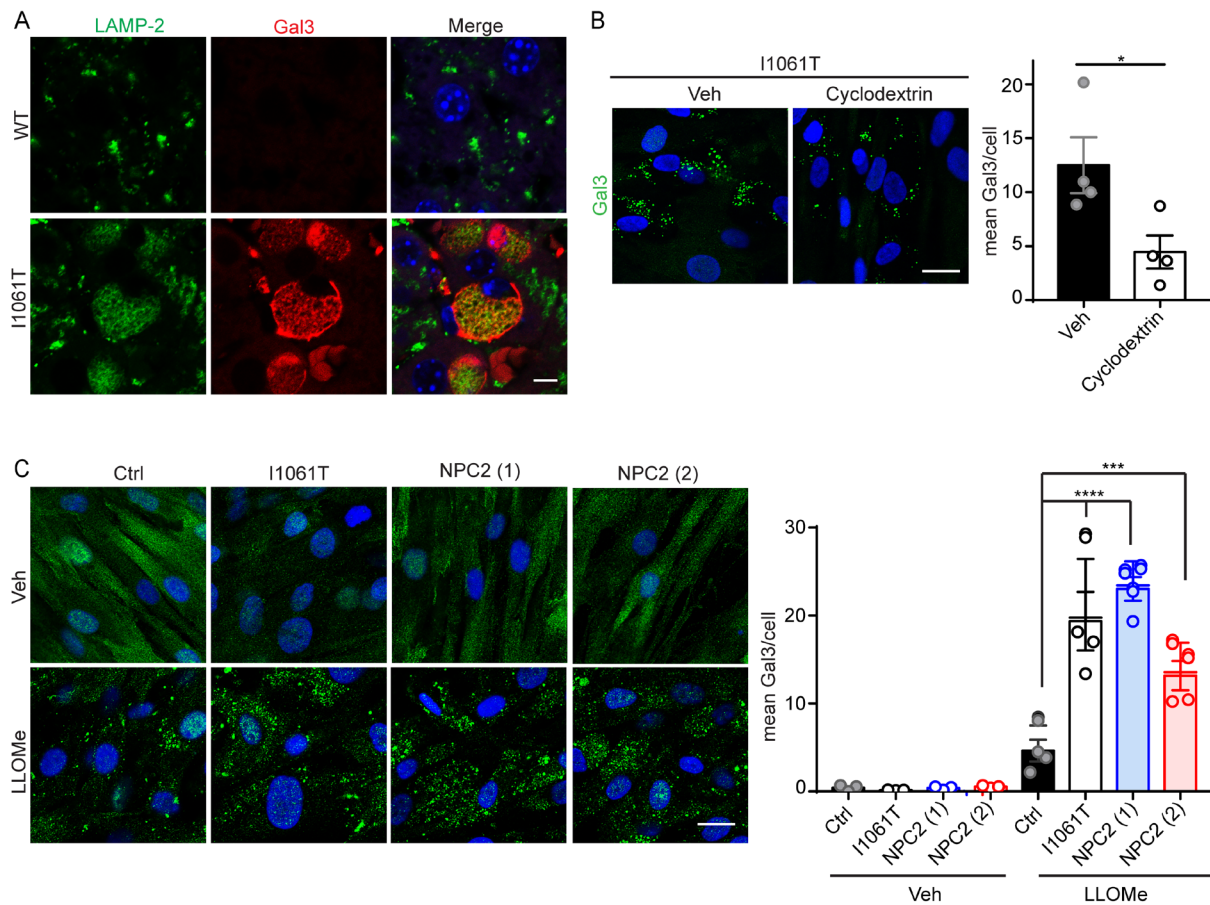 A
LAMP-2 Gal3 Merge
WT
I1061T
B
I1061T
Veh Cyclodextrin
Gal3
*
mean Gal3/cell
20
15
10
5
0
Veh
Cyclodextrin
C
Ctrl I1061T NPC2 (1) NPC2 (2)
Veh
LLOMe
***
****
mean Gal3/cell
30
20
10
0
Ctrl I1061T NPC2 (1) NPC2 (2) Ctrl I1061T NPC2 (1) NPC2 (2)
Veh LLOMe